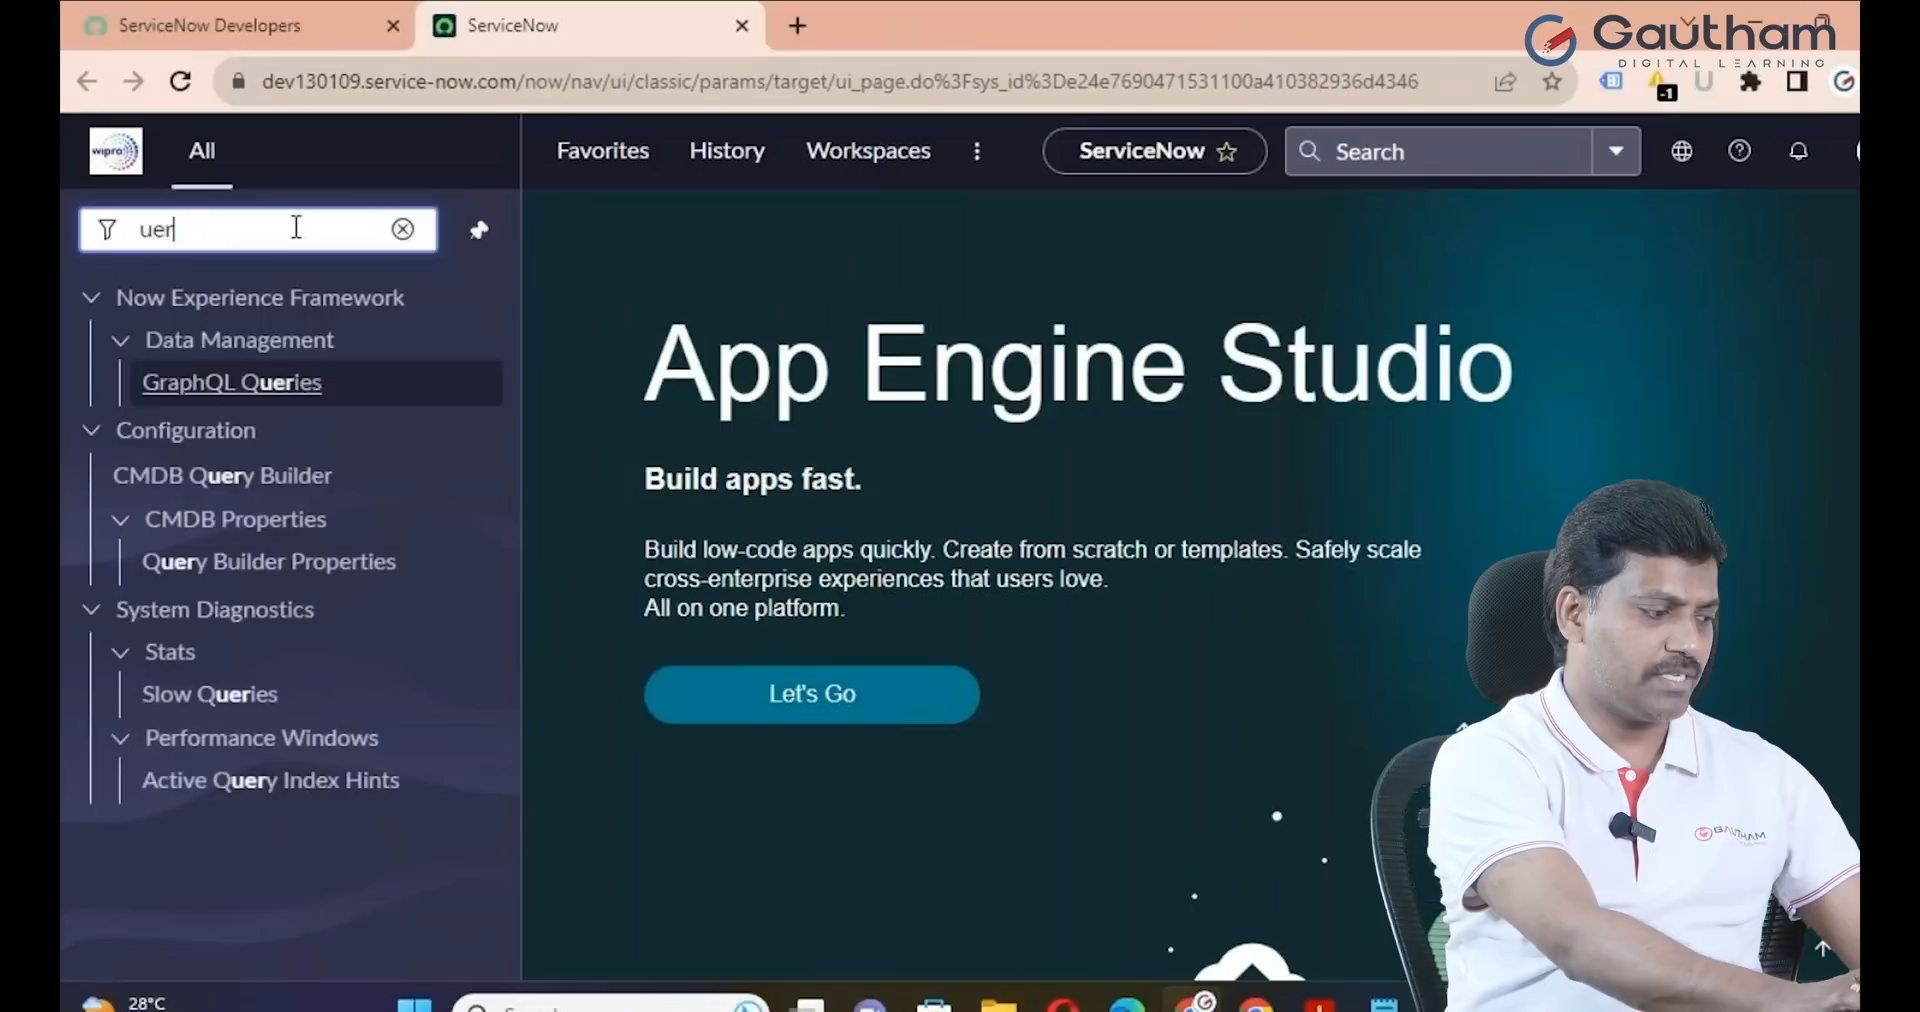 ServiceNow Developers
ServiceNow
Gautham
DIGITAL LEARNING
dev130109.service-now.com/now/nav/ui/classic/params/target/ui_page.do%3Fsys_id%3De24e7690471531100a410382936d4346
-1
wipro
All
Favorites
History
Workspaces
ServiceNow
Search
uer
Now Experience Framework
Data Management
GraphQL Queries
Configuration
CMDB Query Builder
CMDB Properties
Query Builder Properties
System Diagnostics
Stats
Slow Queries
Performance Windows
Active Query Index Hints
App Engine Studio
Build apps fast.
Build low-code apps quickly. Create from scratch or templates. Safely scale
cross-enterprise experiences that users love.
All on one platform.
Let's Go
GAUTHAM
28°C